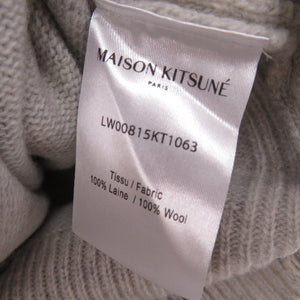 MAISON KITSUNÉ
PARIS
LW00815KT1063
Tissu / Fabric
100% Laine / 100% Wool